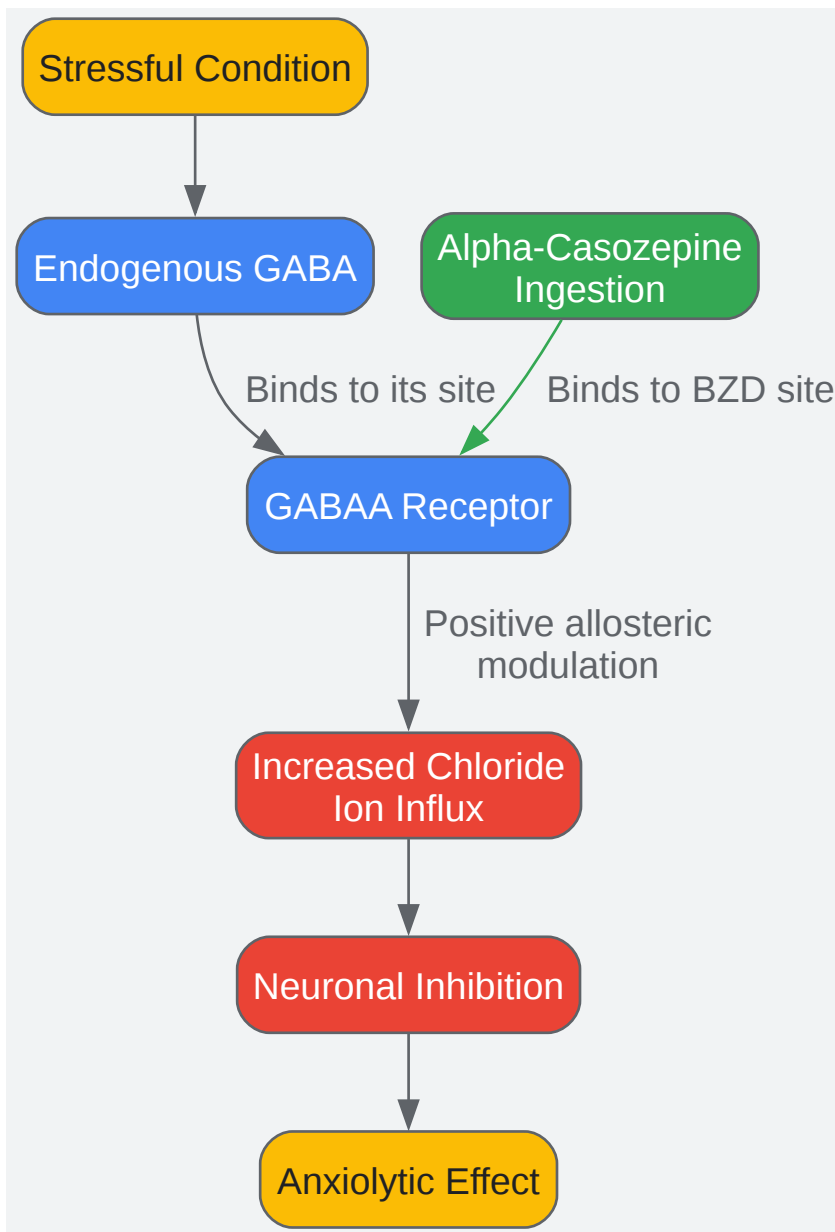 Stressful Condition
Endogenous GABA
Alpha-Casozepine
Ingestion
Binds to its site
Binds to BZD site
GABAA Receptor
Positive allosteric
modulation
Increased Chloride
Ion Influx
Neuronal Inhibition
Anxiolytic Effect